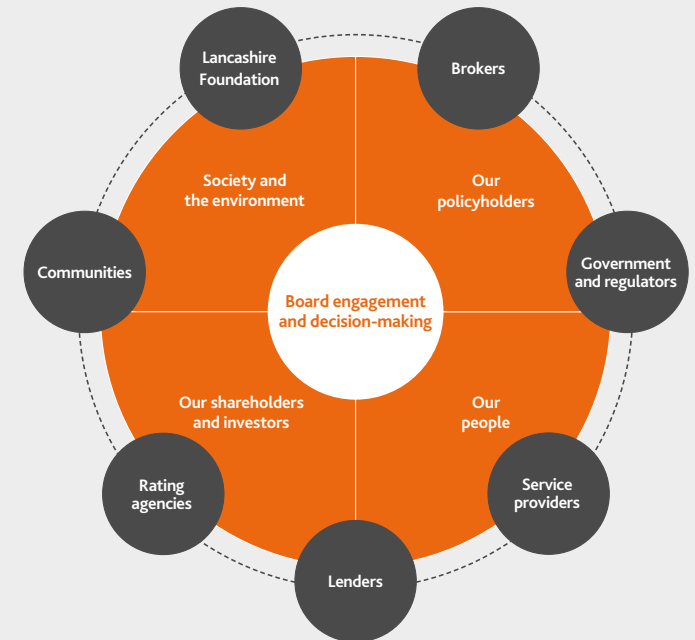 Lancashire
Foundation
Brokers
Society and
the environment
Our
policyholders
Communities
Government
and regulators
Board engagement
and decision-making
Our shareholders
and investors
Our
people
Rating
agencies
Service
providers
Lenders